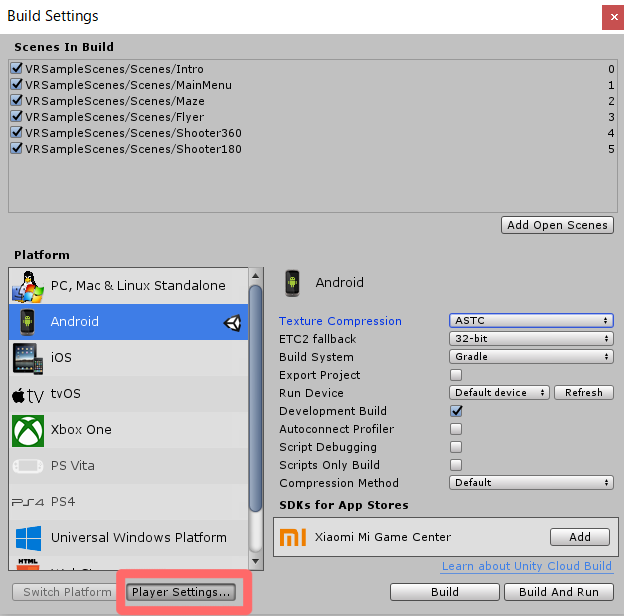 Build Settings
Scenes In Build
VRSampleScenes/Scenes/Intro 0
VRSampleScenes/Scenes/MainMenu 1
VRSampleScenes/Scenes/Maze 2
VRSampleScenes/Scenes/Flyer 3
VRSampleScenes/Scenes/Shooter360 4
VRSampleScenes/Scenes/Shooter180 5
Add Open Scenes
Platform
PC, Mac & Linux Standalone
Android
iOS
tv tvOS
Xbox One
PS Vita
PS4 PS4
Universal Windows Platform
HTML
Android
Texture Compression ASTC
ETC2 fallback 32-bit
Build System Gradle
Export Project
Run Device Default device Refresh
Development Build
Autoconnect Profiler
Script Debugging
Scripts Only Build
Compression Method Default
SDKs for App Stores
Xiaomi Mi Game Center Add
Learn about Unity Cloud Build
Switch Platform Player Settings... Build Build And Run